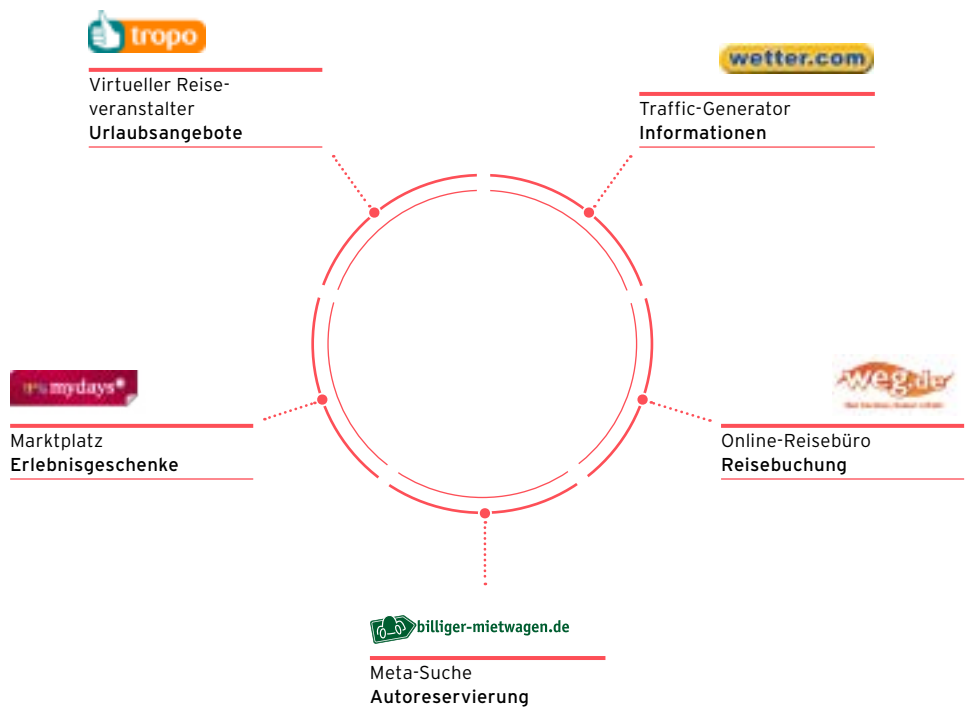 tropo
Virtueller Reise-
veranstalter
Urlaubsangebote
wetter.com
Traffic-Generator
Informationen
mydays
Marktplatz
Erlebnisgeschenke
weg.de
Online-Reisebüro
Reisebuchung
billiger-mietwagen.de
Meta-Suche
Autoreservierung